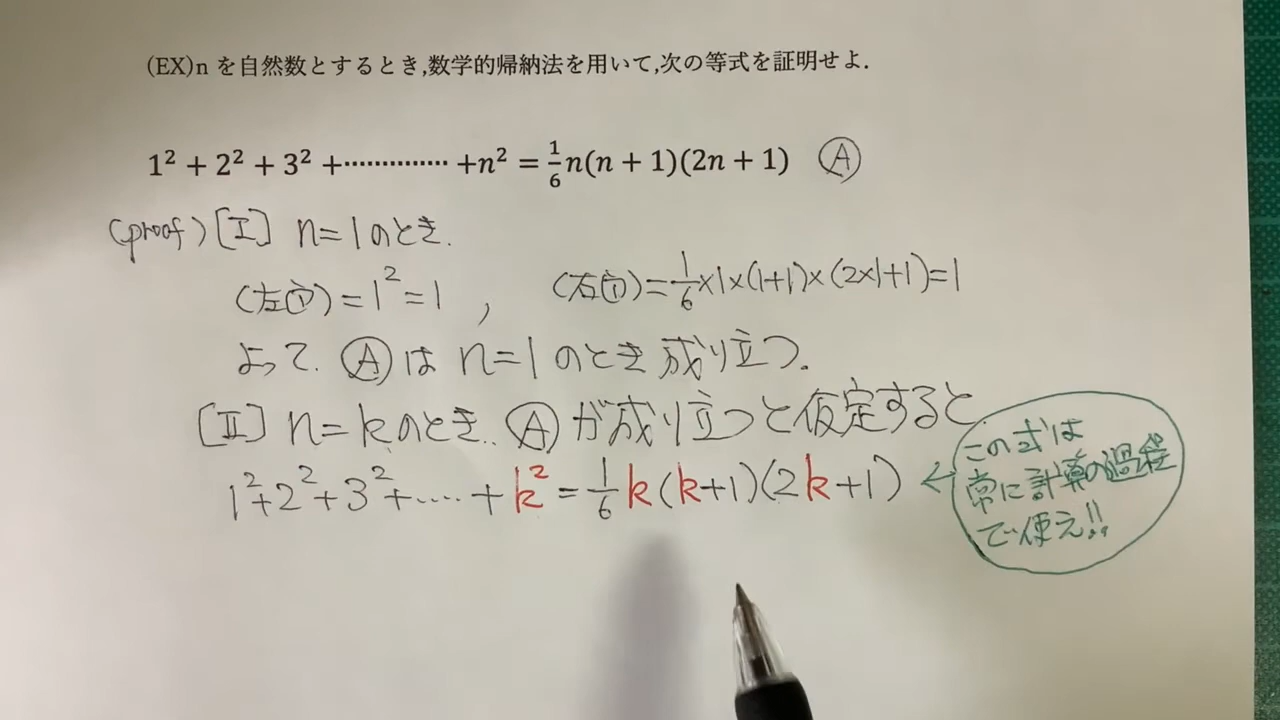 (EX)n を自然数とするとき,数学的帰納法を用いて,次の等式を証明せよ.
1² + 2² + 3² +·············· +n² = 1/6 n(n + 1)(2n + 1) Ⓐ
(proof) [I] n=1のとき.
(左辺)=1²=1 , (右辺)=1/6×1×(1+1)×(2×1+1)=1
よって. Ⓐは n=1のとき成り立つ.
[II] n=kのとき.. Ⓐが成り立つと仮定すると
1²+2²+3²+·····+k²=1/6 k(k+1)(2k+1) ←
この式は
常に計算の過程
で使え!!